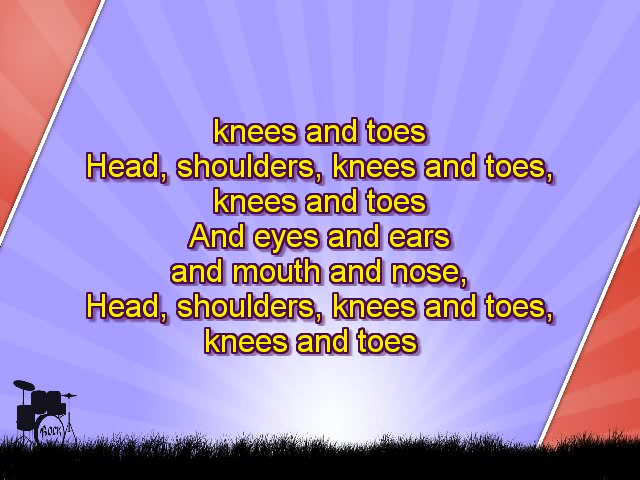 knees and toes
Head, shoulders, knees and toes,
knees and toes
And eyes and ears
and mouth and nose,
Head, shoulders, knees and toes,
knees and toes
ROCK